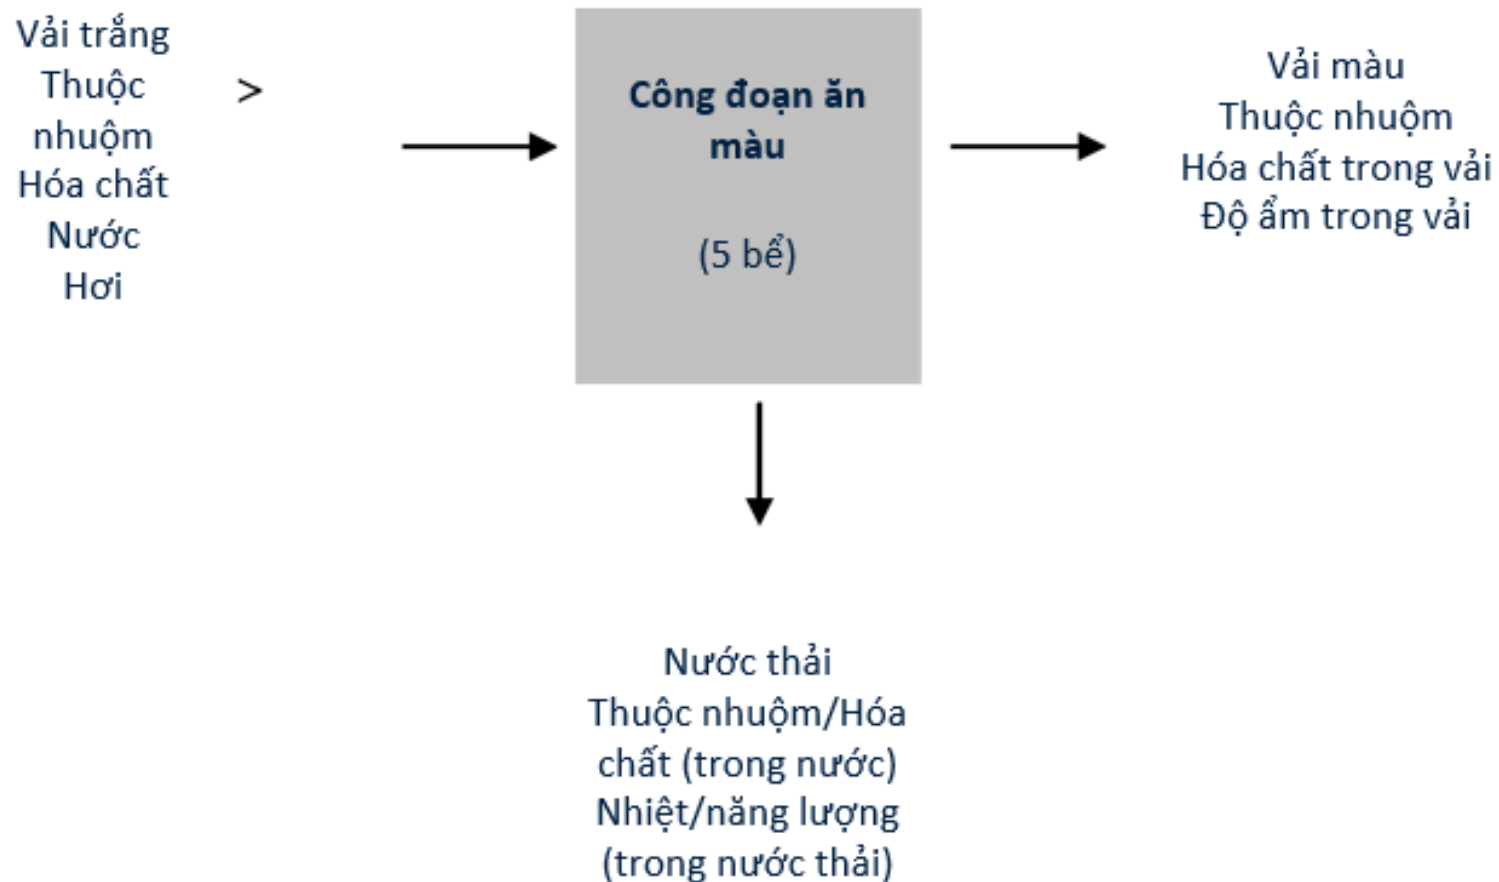 Vải trắng
Thuộc
nhuộm
Hóa chất
Nước
Hơi
>
Công đoạn ăn
màu
(5 bể)
Vải màu
Thuộc nhuộm
Hóa chất trong vải
Độ ẩm trong vải
Nước thải
Thuộc nhuộm/Hóa
chất (trong nước)
Nhiệt/năng lượng
(trong nước thải)